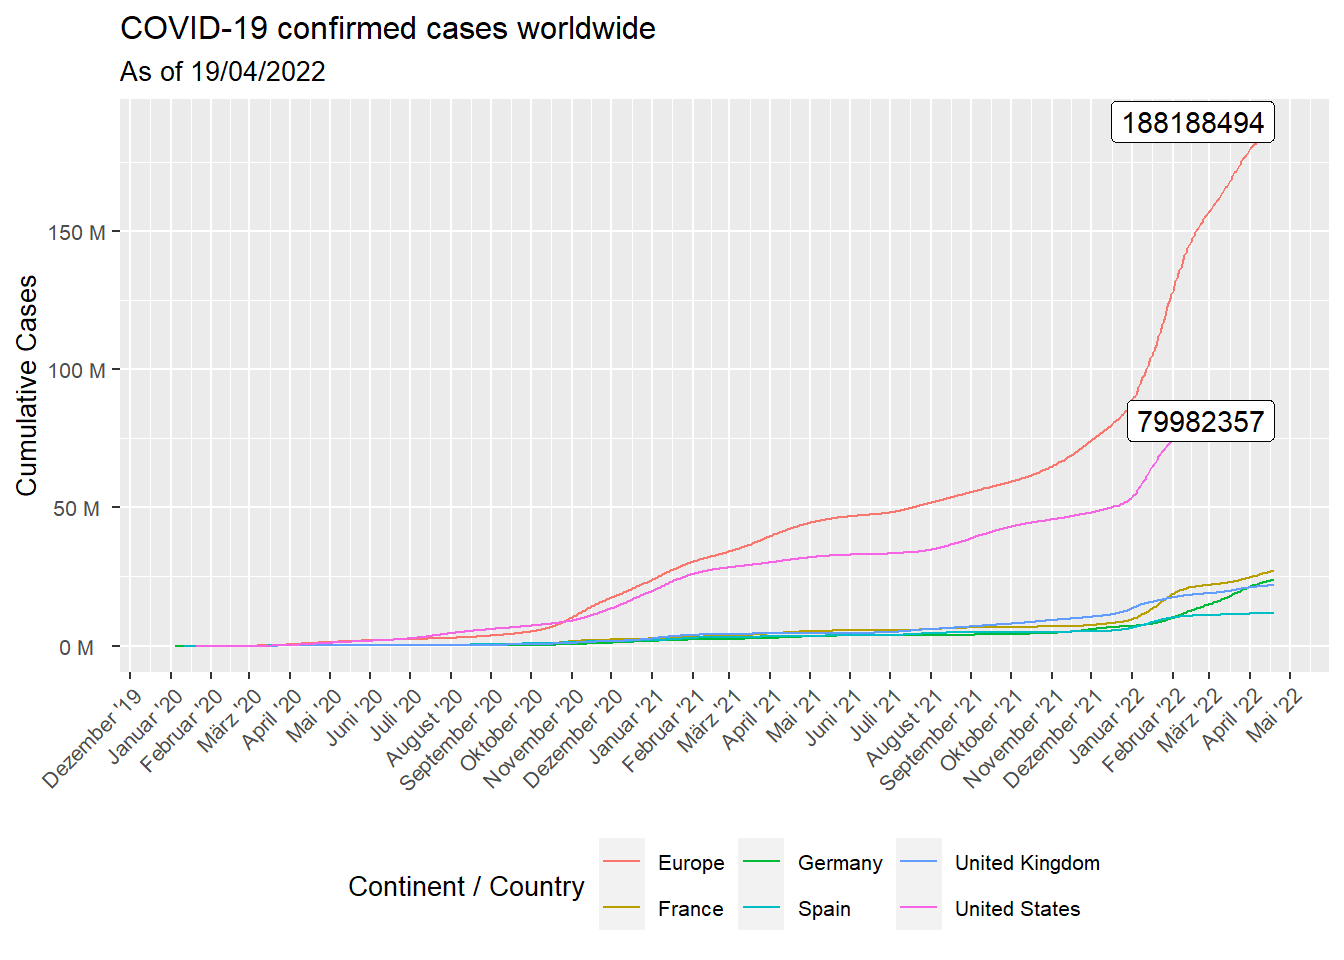 COVID-19 confirmed cases worldwide
As of 19/04/2022
188188494
79982357
Cumulative Cases
150 M
100 M
50 M
0 M
Dezember '19
Januar '20
Februar '20
März '20
April '20
Mai '20
Juni '20
Juli '20
August '20
September '20
Oktober '20
November '20
Dezember '20
Januar '21
Februar '21
März '21
April '21
Mai '21
Juni '21
Juli '21
August '21
September '21
Oktober '21
November '21
Dezember '21
Januar '22
Februar '22
März '22
April '22
Mai '22
Continent / Country
Europe
Germany
United Kingdom
France
Spain
United States